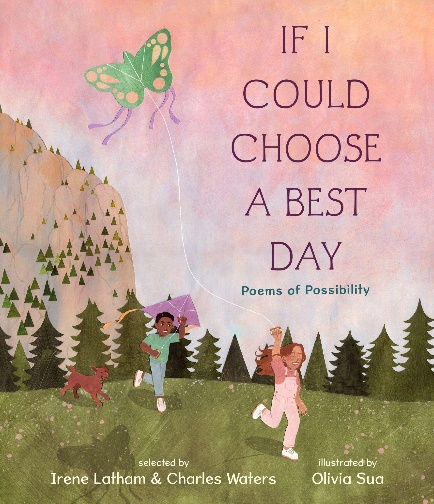 IF I
COULD
CHOOSE
A BEST
DAY
Poems of Possibility
selected by
Irene Latham & Charles Waters
illustrated by
Olivia Sua